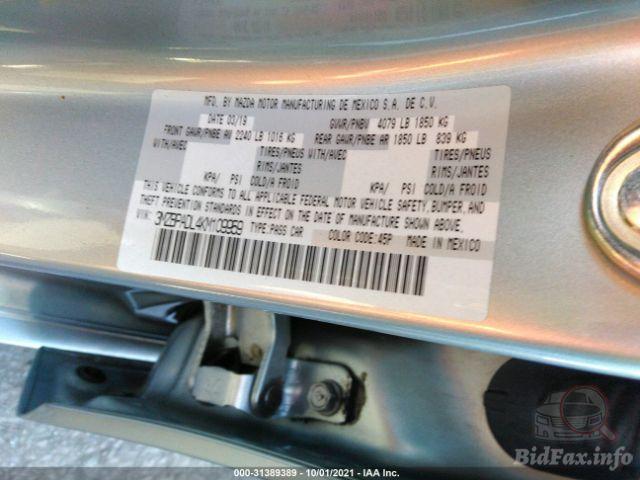 MFD. BY MAZDA MOTOR MANUFACTURING DE MEXICO S.A. DE C.V.
DATE 03/19 GVWR/PNBV 4079 LB 1850 KG
FRONT GAWR/PNBE AV 2240 LB 1016 KG REAR GAWR/PNBE AR 1850 LB 839 KG
WITH/AVEC TIRES/PNEUS WITH/AVEC TIRES/PNEUS
RIMS/JANTES RIMS/JANTES
KPA/ PSI COLD/A FROID KPA/ PSI COLD/A FROID
THIS VEHICLE CONFORMS TO ALL APPLICABLE FEDERAL MOTOR VEHICLE SAFETY, BUMPER, AND
THEFT PREVENTION STANDARDS IN EFFECT ON THE DATE OF MANUFACTURE SHOWN ABOVE.
VIN: TYPE:PASS CAR COLOR CODE:45P MADE IN MEXICO
000-31389389 - 10/01/2021 - IAA Inc.
BidFax.info